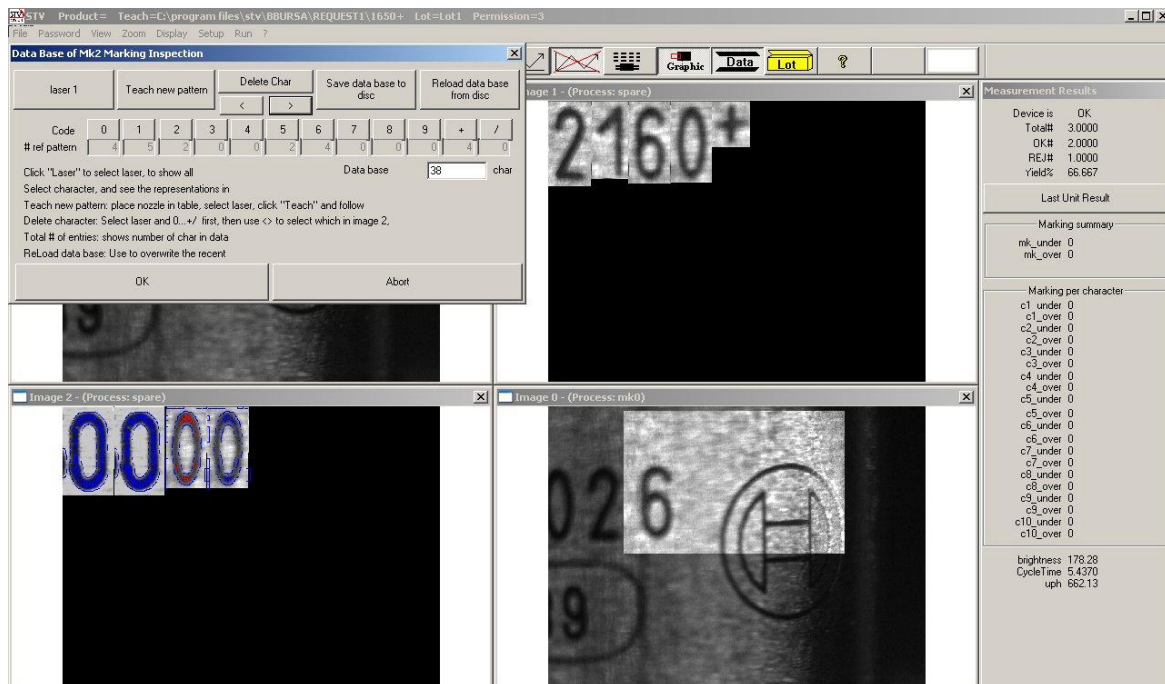 STV Product= Teach=C:\program files\stv\BBURSA\REQUEST1\1650+ Lot=Lot1 Permission=3
File Password View Zoom Display Setup Run ?
Data Base of Mk2 Marking Inspection
laser 1
Teach new pattern
Delete Char
< >
Save data base to disc
Reload data base from disc
Code 0 1 2 3 4 5 6 7 8 9 + /
# ref pattern 4 5 2 0 0 2 4 0 0 0 4 0
Click "Laser" to select laser, to show all
Data base 38 char
Select character, and see the representations in
Teach new pattern: place nozzle in table, select laser, click "Teach" and follow
Delete character: Select laser and 0...+/ first, then use <> to select which in image 2,
Total # of entries: shows number of char in data
ReLoad data base: Use to overwrite the recent
OK
Abort
Graphic
Data
Lot
?
mage 1 - (Process: spare)
2160+
9
Image 2 - (Process: spare)
0000
Image 0 - (Process: mk0)
026
39
Measurement Results
Device is OK
Total# 3.0000
OK# 2.0000
REJ# 1.0000
Yield% 66.667
Last Unit Result
Marking summary
mk_under 0
mk_over 0
Marking per character
c1_under 0
c1_over 0
c2_under 0
c2_over 0
c3_under 0
c3_over 0
c4_under 0
c4_over 0
c5_under 0
c5_over 0
c6_under 0
c6_over 0
c7_under 0
c7_over 0
c8_under 0
c8_over 0
c9_under 0
c9_over 0
c10_under 0
c10_over 0
brightness 178.28
CycleTime 5.4370
uph 662.13